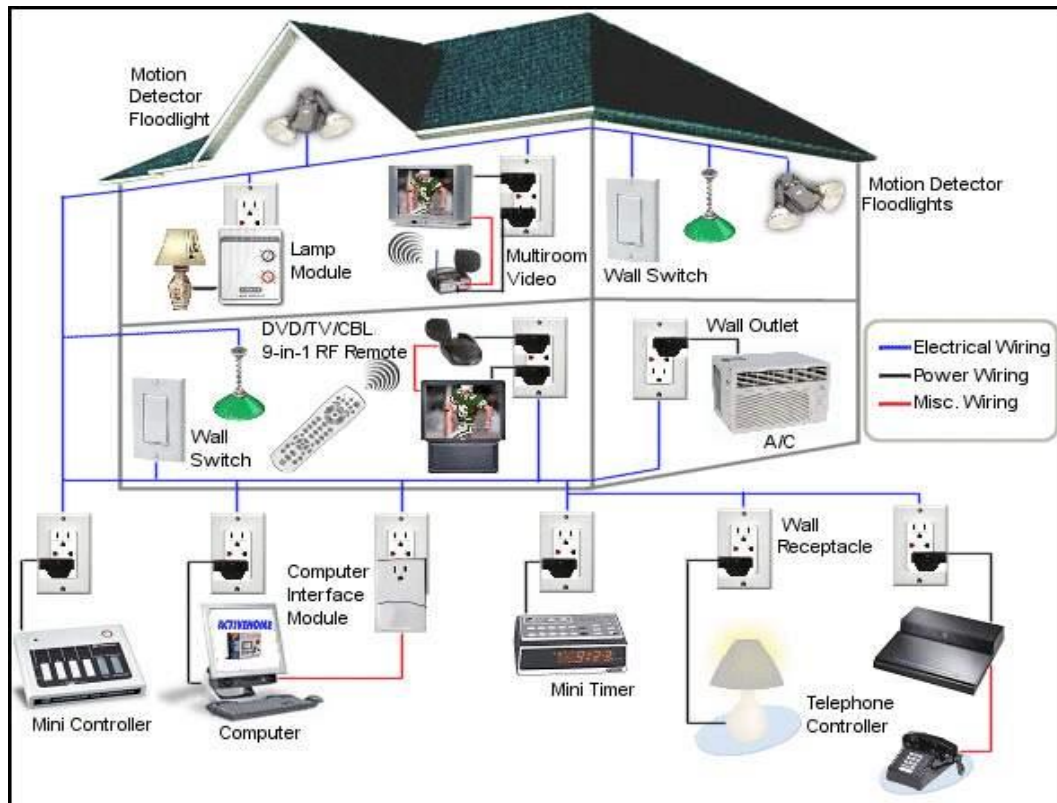 Motion
Detector
Floodlight
Motion Detector
Floodlights
Lamp
Module
Multiroom
Video
Wall Switch
DVD/TV/CBL
9-in-1 RF Remote
Wall Outlet
Electrical Wiring
Power Wiring
Misc. Wiring
Wall
Switch
A/C
Wall
Receptacle
Computer
Interface
Module
ACTIVEHOME
9:23
Mini Timer
Mini Controller
Computer
Telephone
Controller